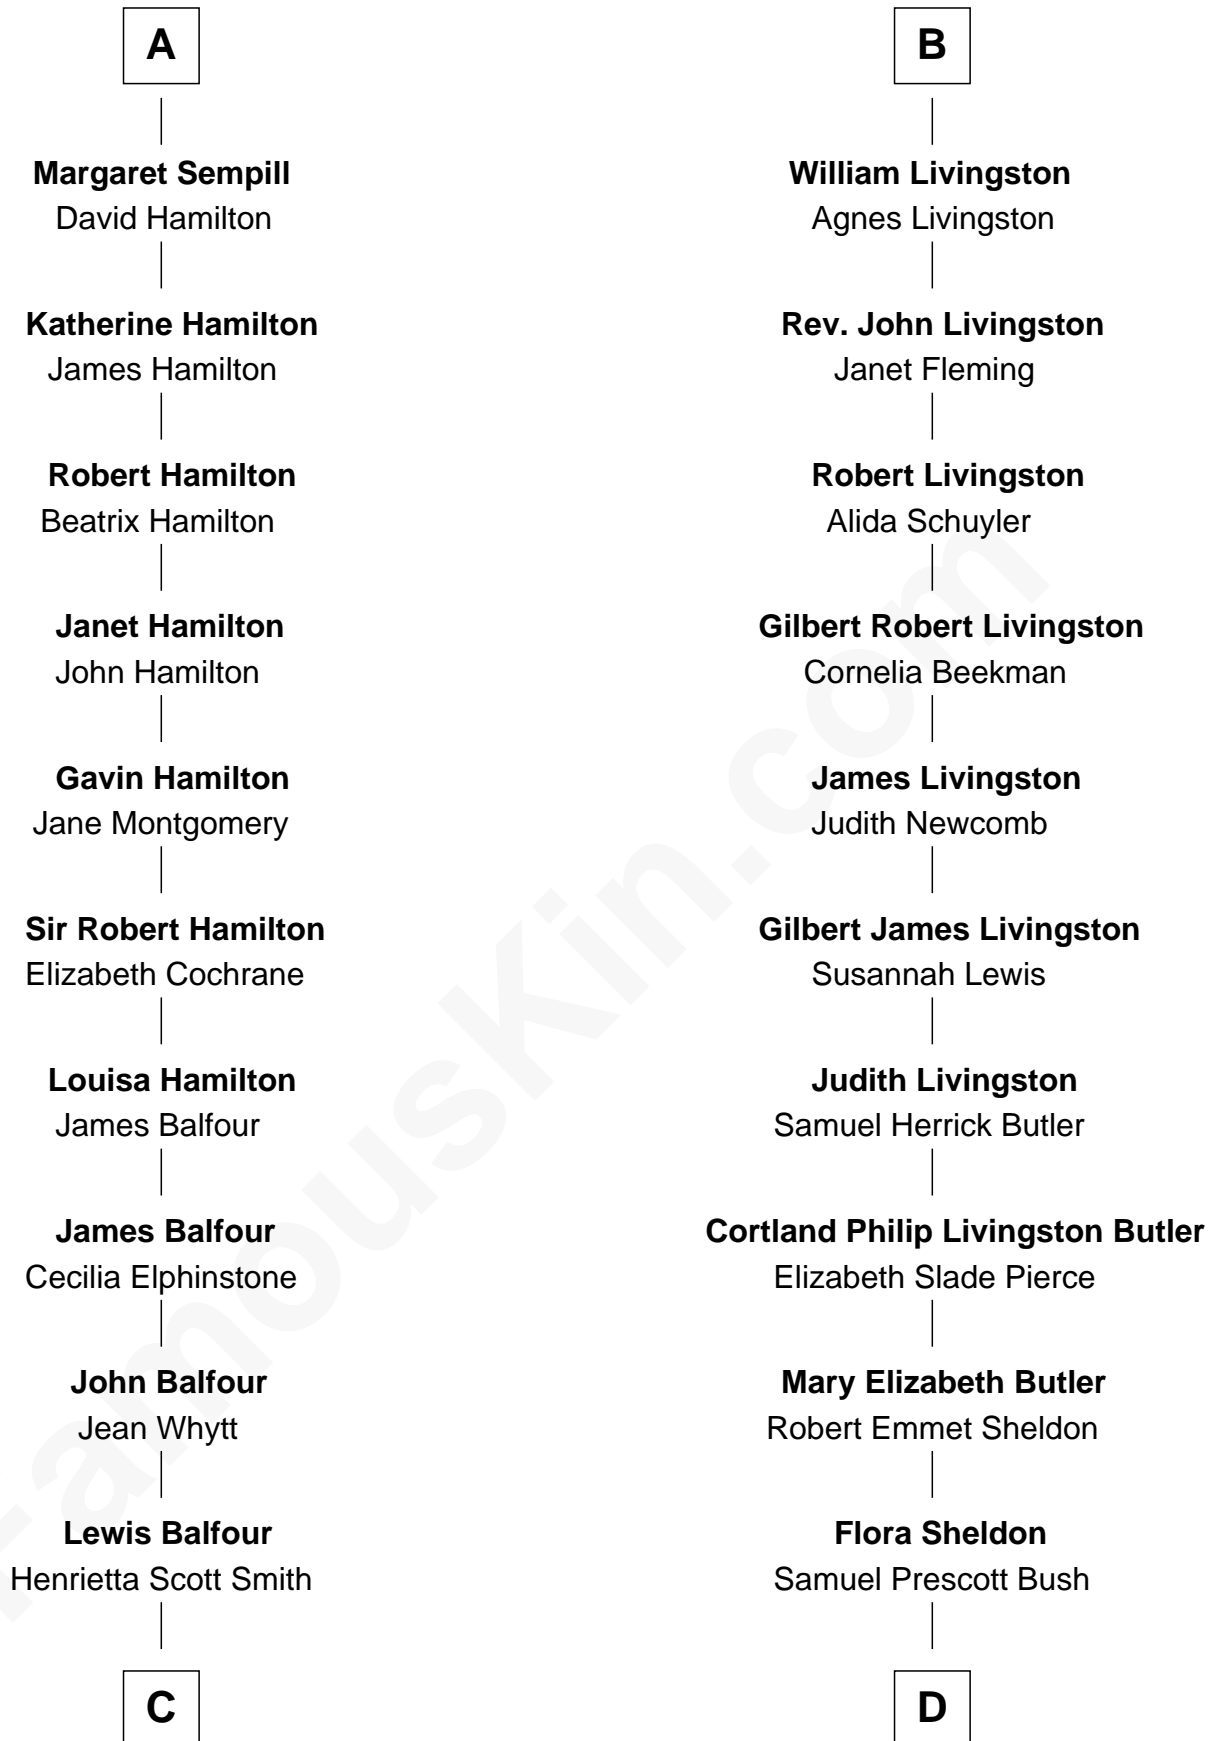 A
Margaret Sempill
David Hamilton
Katherine Hamilton
James Hamilton
Robert Hamilton
Beatrix Hamilton
Janet Hamilton
John Hamilton
Gavin Hamilton
Jane Montgomery
Sir Robert Hamilton
Elizabeth Cochrane
Louisa Hamilton
James Balfour
James Balfour
Cecilia Elphinstone
John Balfour
Jean Whytt
Lewis Balfour
Henrietta Scott Smith
C
B
William Livingston
Agnes Livingston
Rev. John Livingston
Janet Fleming
Robert Livingston
Alida Schuyler
Gilbert Robert Livingston
Cornelia Beekman
James Livingston
Judith Newcomb
Gilbert James Livingston
Susannah Lewis
Judith Livingston
Samuel Herrick Butler
Cortland Philip Livingston Butler
Elizabeth Slade Pierce
Mary Elizabeth Butler
Robert Emmet Sheldon
Flora Sheldon
Samuel Prescott Bush
D
FamousKin.com